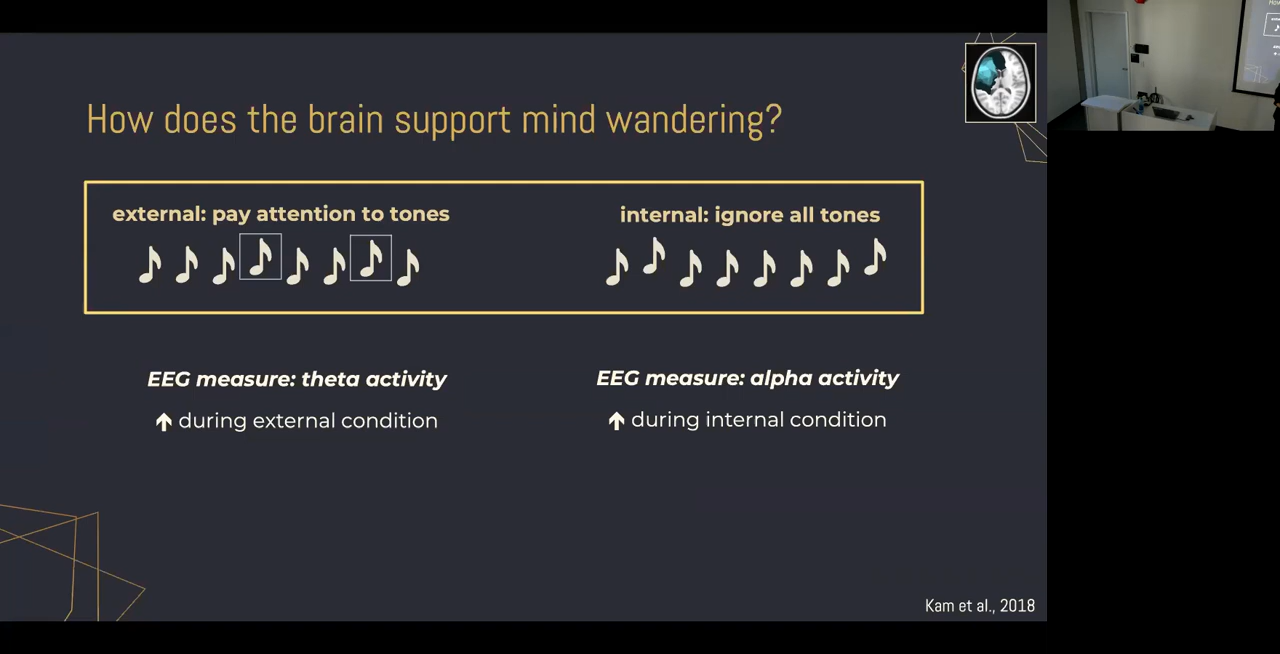 How does the brain support mind wandering?
external: pay attention to tones
internal: ignore all tones
EEG measure: theta activity
EEG measure: alpha activity
during external condition
during internal condition
Kam et al., 2018